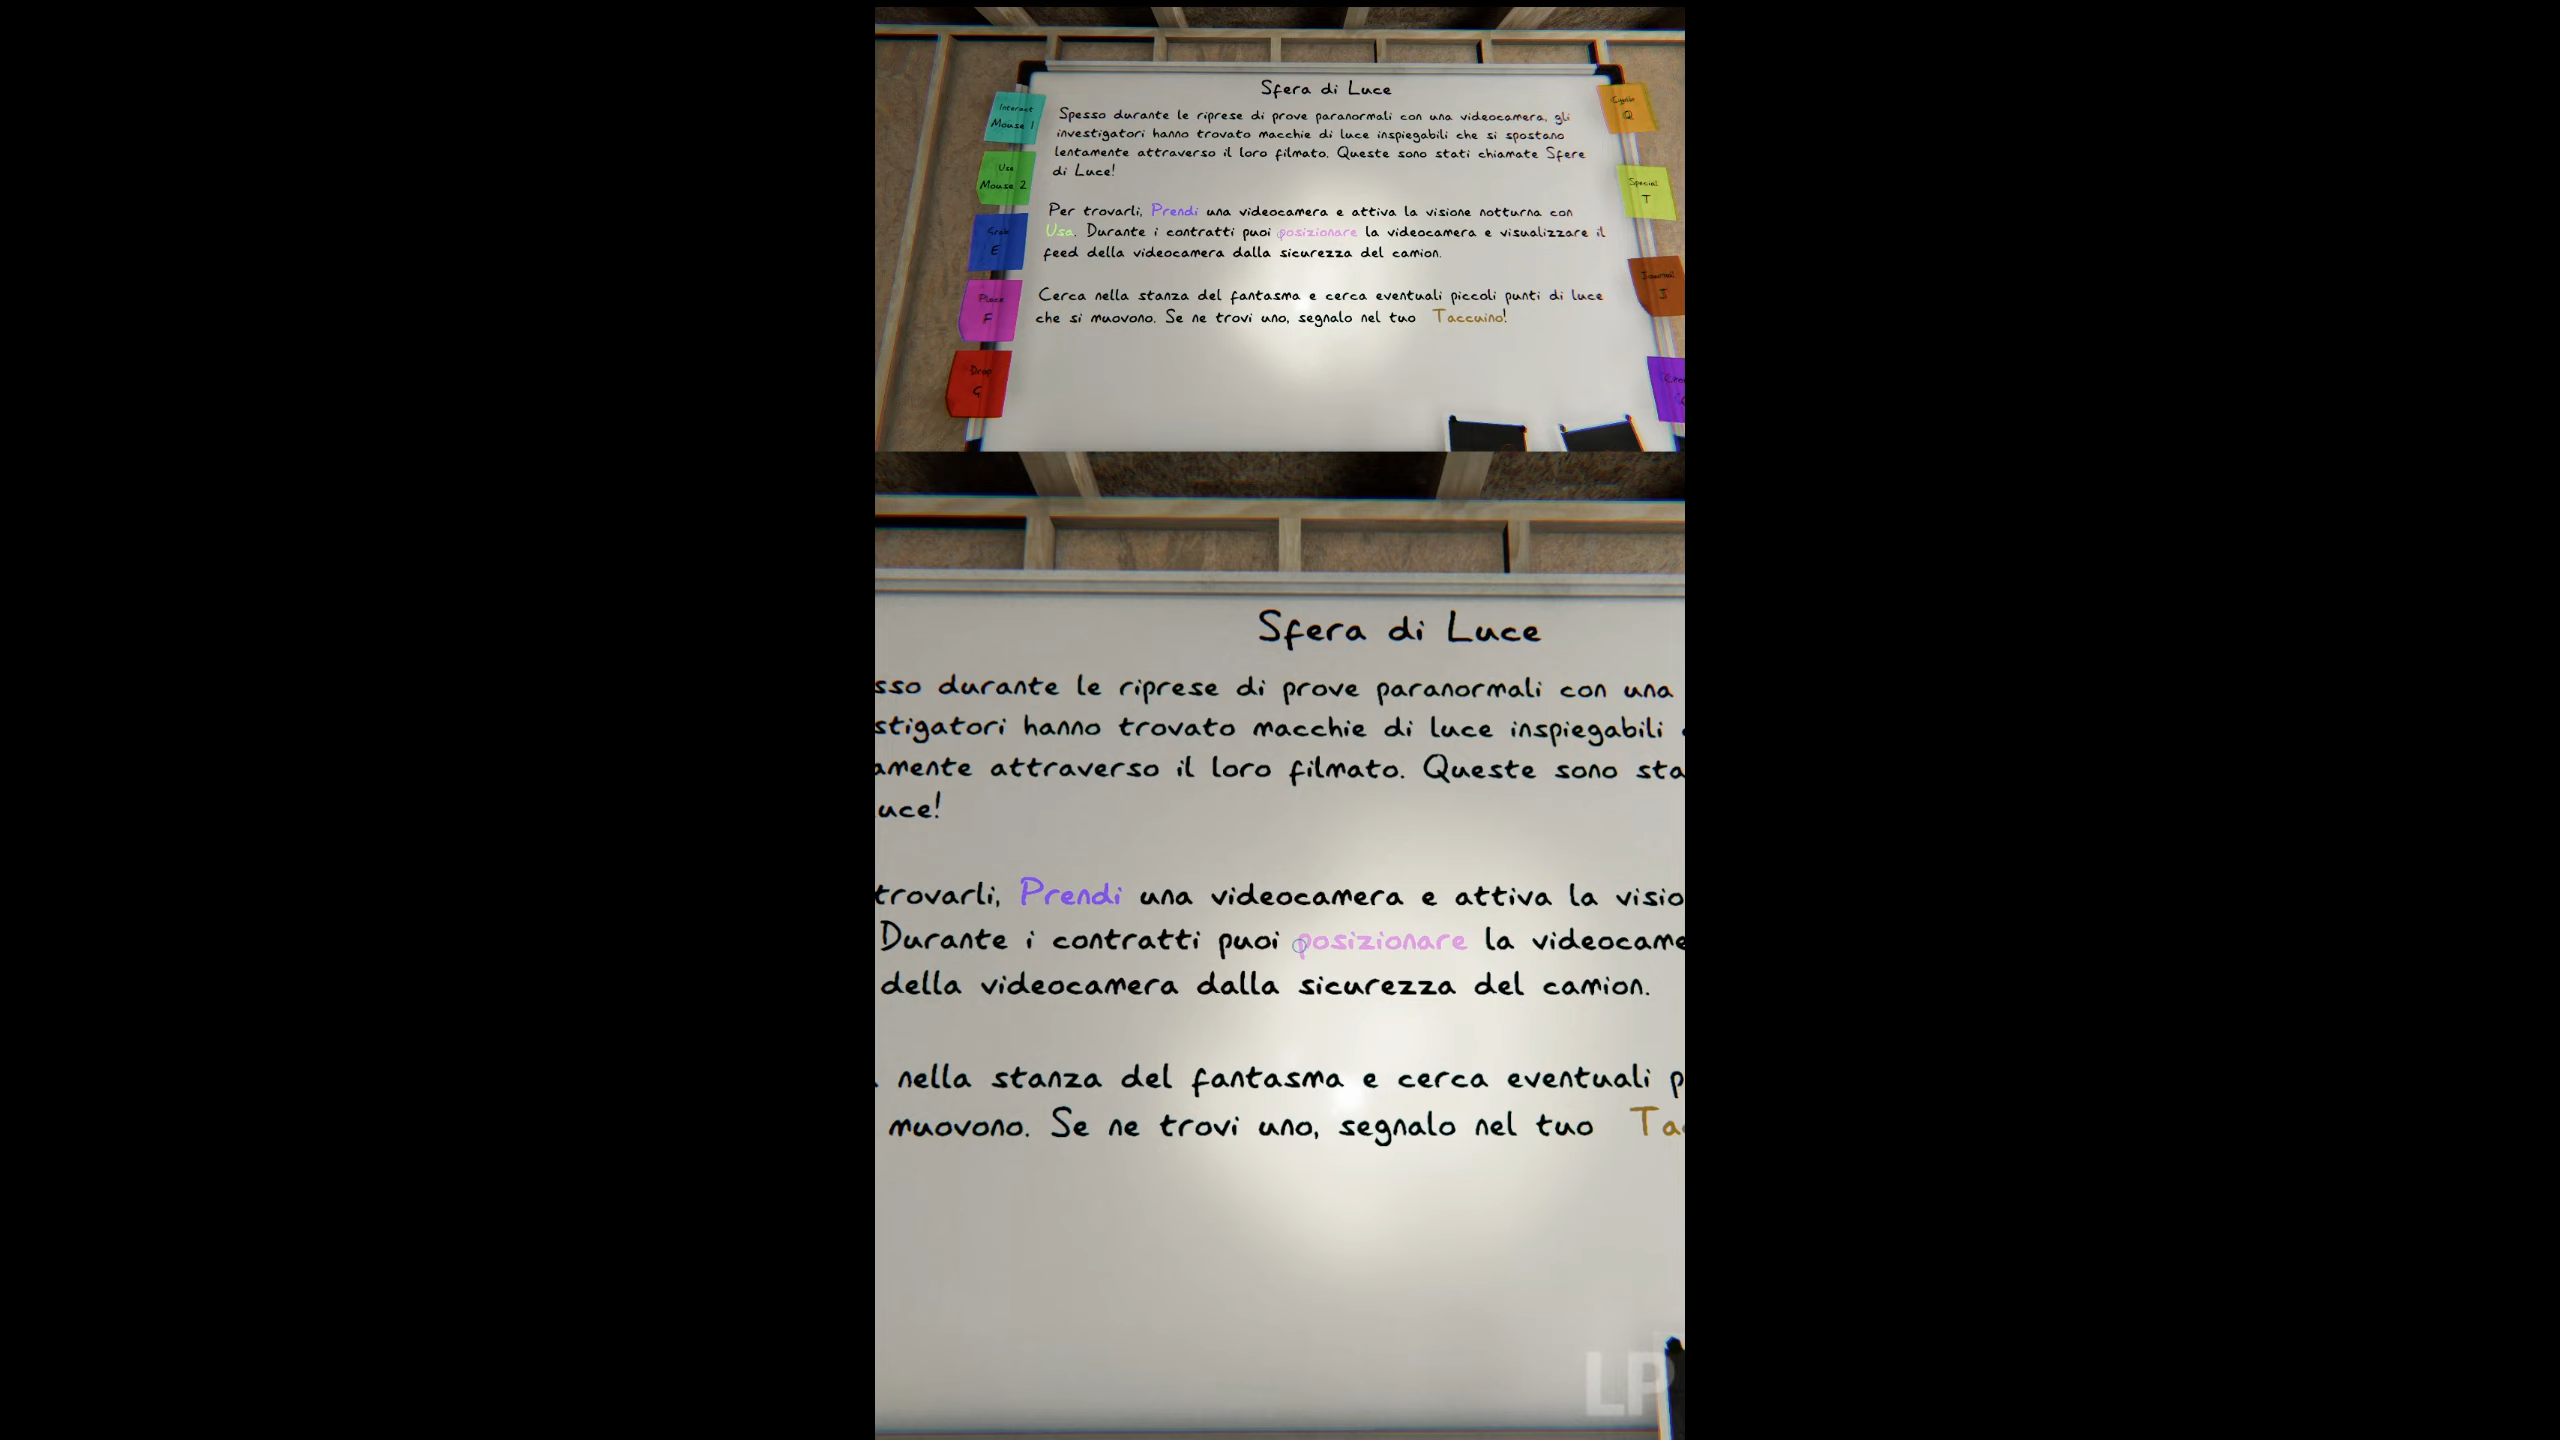 Sfera di Luce
Spesso durante le riprese di prove paranormali con una videocamera, gli
investigatori hanno trovato macchie di luce inspiegabili che si spostano
lentamente attraverso il loro filmato. Queste sono stati chiamate Sfere
di Luce!
Per trovarli, Prendi una videocamera e attiva la visione notturna con
Usa. Durante i contratti puoi posizionare la videocamera e visualizzare il
feed della videocamera dalla sicurezza del camion.
Cerca nella stanza del fantasma e cerca eventuali piccoli punti di luce
che si muovono. Se ne trovi uno, segnalo nel tuo Taccuino!
Interact
Mouse 1
Use
Mouse 2
Grab
E
Place
F
Drop
G
Q
Special
T
Journal
J
Sfera di Luce
sso durante le riprese di prove paranormali con una
stigatori hanno trovato macchie di luce inspiegabili
amente attraverso il loro filmato. Queste sono sta
uce!
trovarli, Prendi una videocamera e attiva la visio
Durante i contratti puoi posizionare la videocame
della videocamera dalla sicurezza del camion.
nella stanza del fantasma e cerca eventuali p
muovono. Se ne trovi uno, segnalo nel tuo Tac
LP